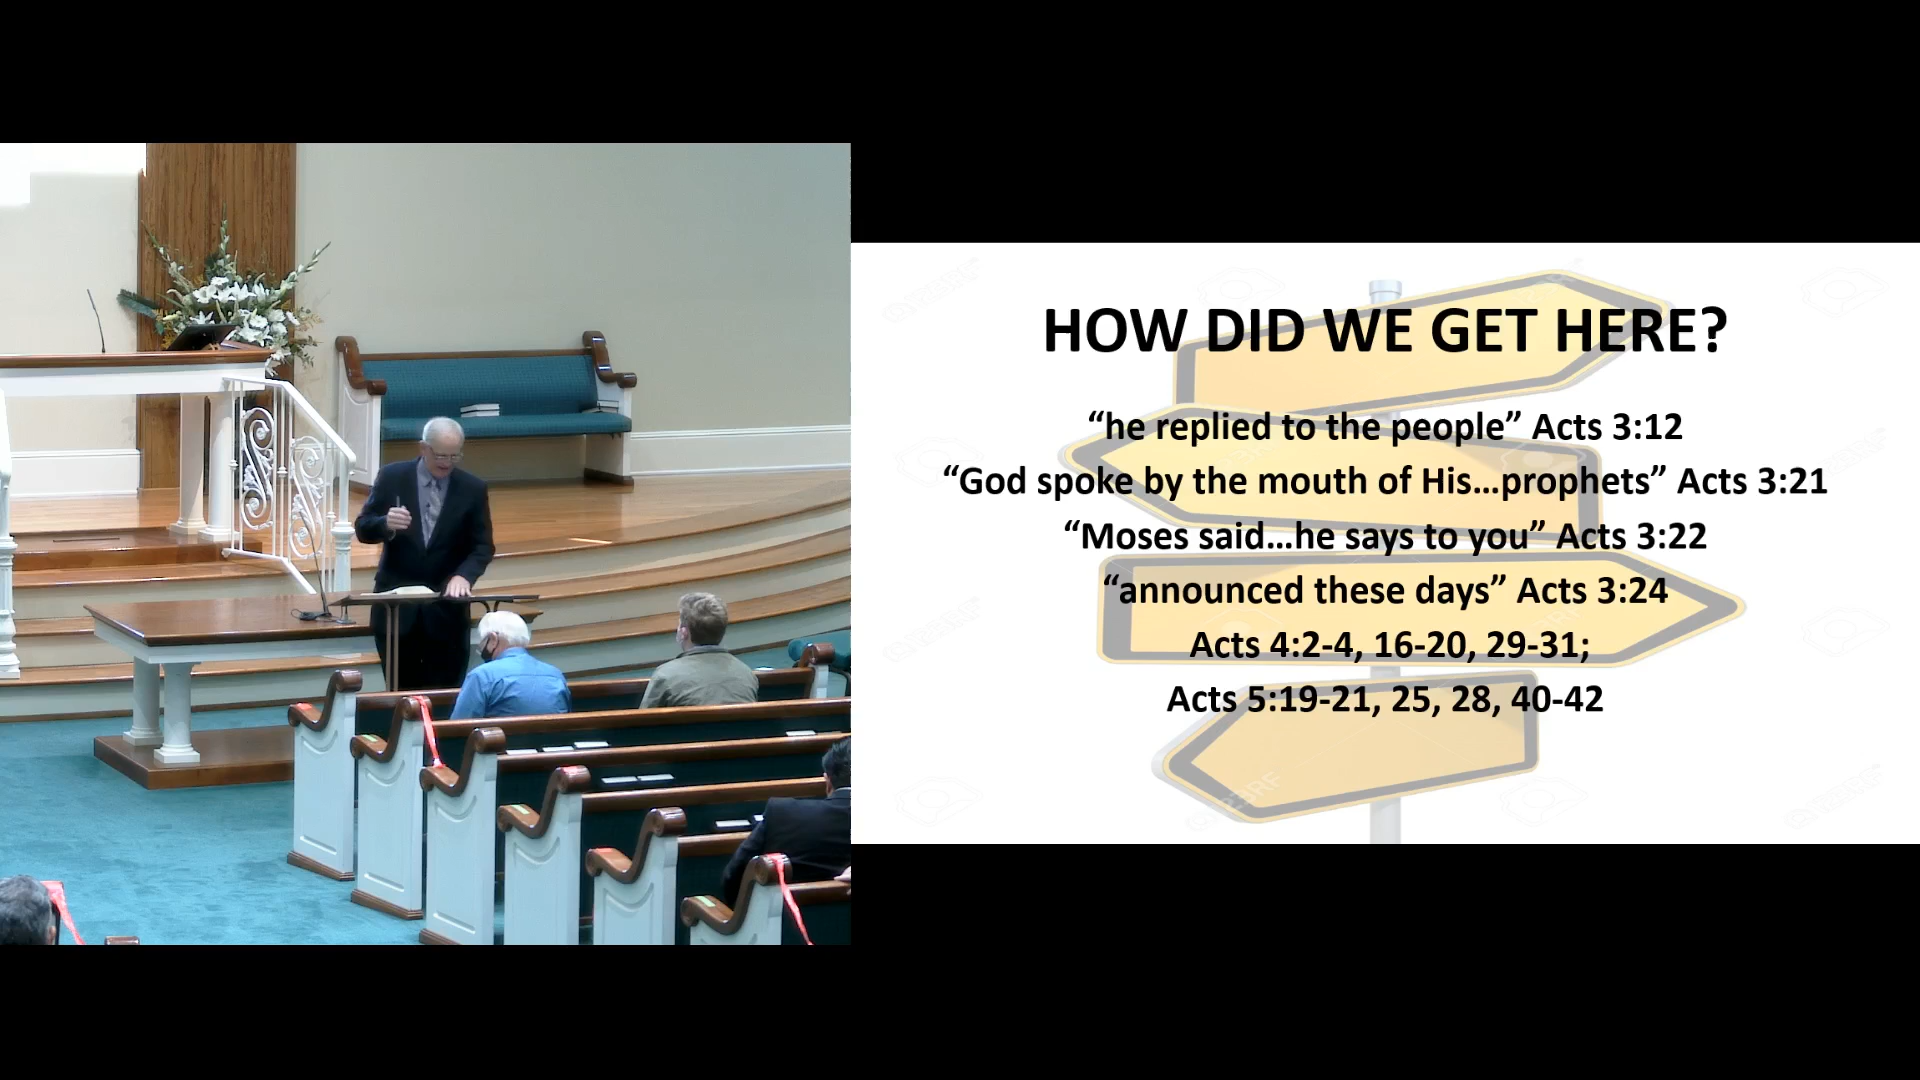 HOW DID WE GET HERE?
“he replied to the people” Acts 3:12
“God spoke by the mouth of His...prophets” Acts 3:21
“Moses said...he says to you” Acts 3:22
“announced these days” Acts 3:24
Acts 4:2-4, 16-20, 29-31;
Acts 5:19-21, 25, 28, 40-42